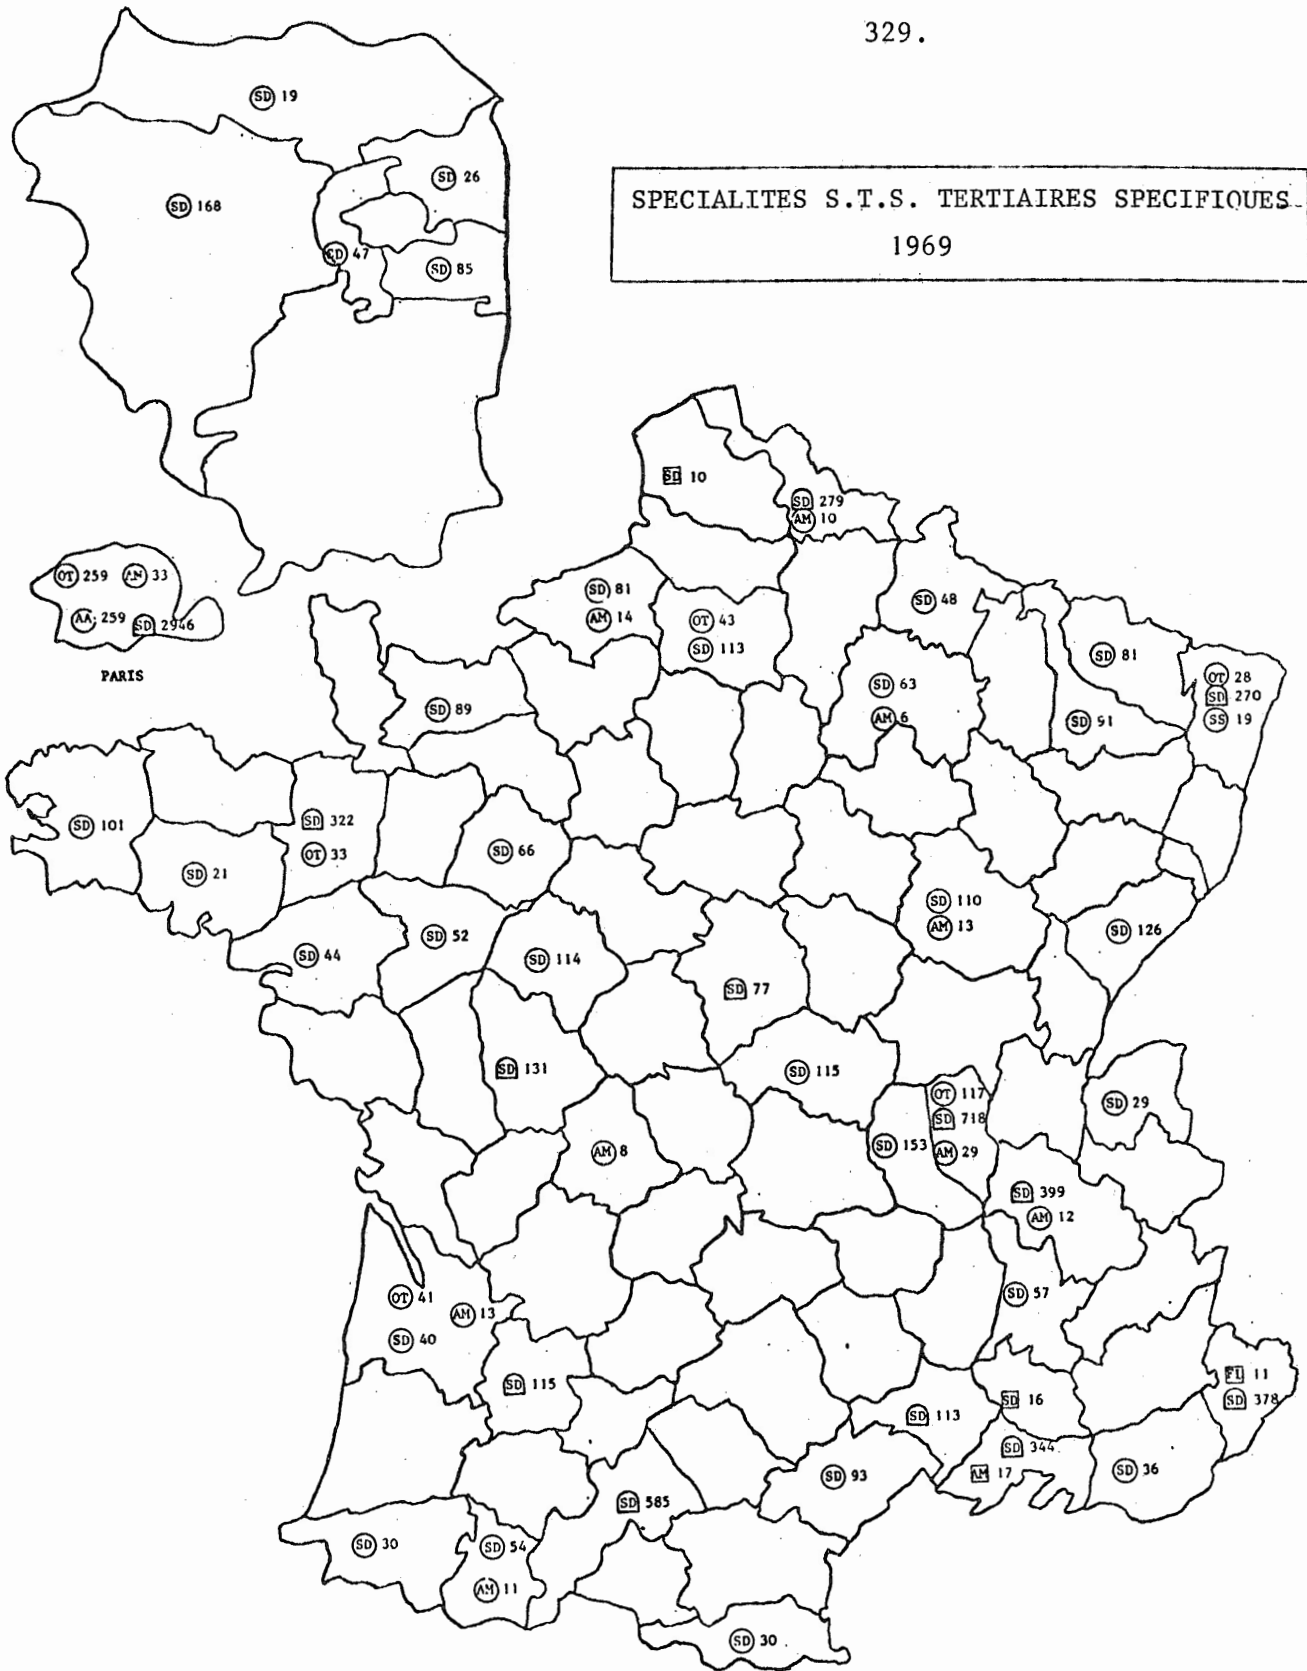 329.
SPECIALITES S.T.S. TERTIAIRES SPECIFIQUES
1969
SD 19
SD 26
SD 168
SD 47
SD 85
OT 259 AM 33
AA 259 SD 2946
PARIS
SD 10
SD 279
AM 10
SD 81
AM 14
OT 43
SD 113
SD 48
SD 81
SD 63
AM 6
SD 91
OT 28
SD 270
SS 19
SD 89
SD 101
SD 21
SD 322
OT 33
SD 66
SD 44
SD 52
SD 114
SD 110
AM 13
SD 126
SD 77
SD 131
SD 115
OT 117
SD 718
AM 29
SD 153
SD 29
AM 8
SD 399
AM 12
OT 41
AM 13
SD 40
SD 57
SD 115
SD 113
SD 16
FI 11
SD 378
SD 344
AM 17
SD 36
SD 93
SD 585
SD 30
SD 54
AM 11
SD 30